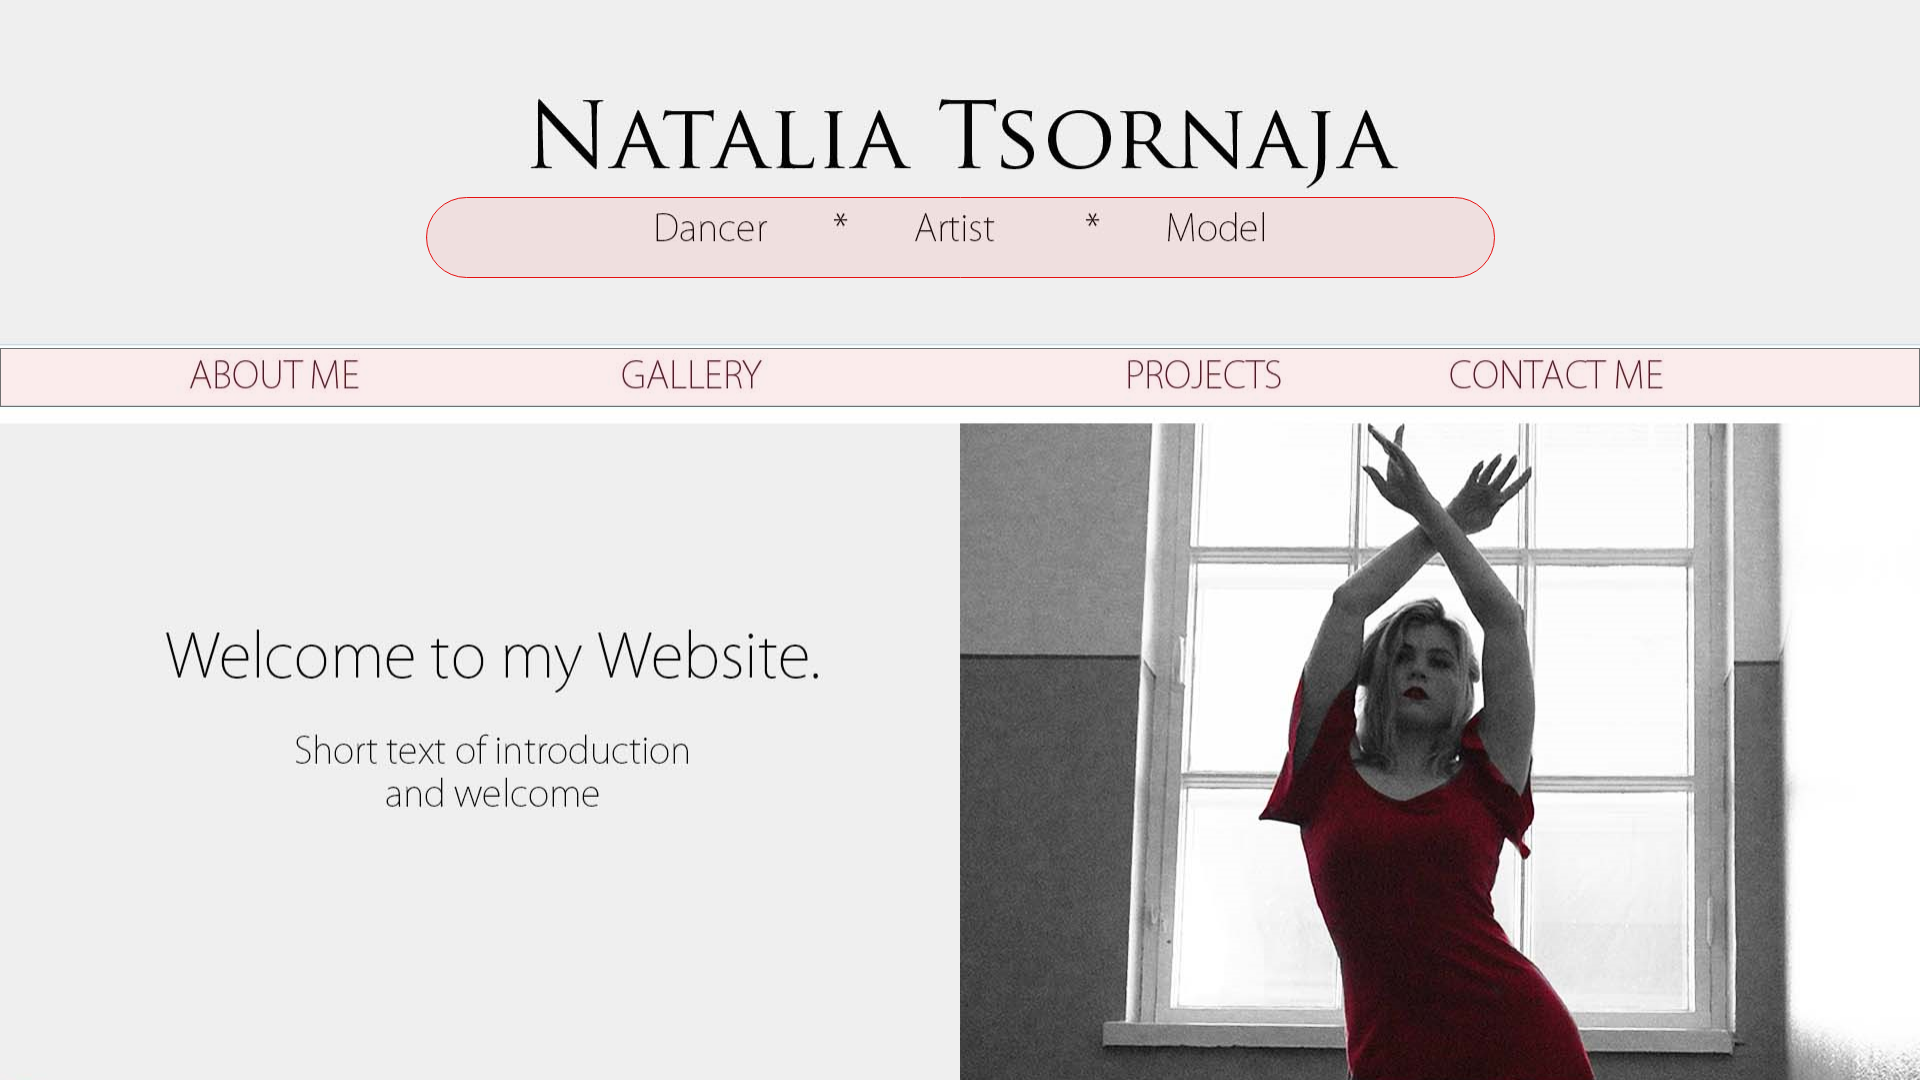 NATALIA TSORNAJA
Dancer * Artist * Model
ABOUT ME GALLERY PROJECTS CONTACT ME
Welcome to my Website.
Short text of introduction
and welcome